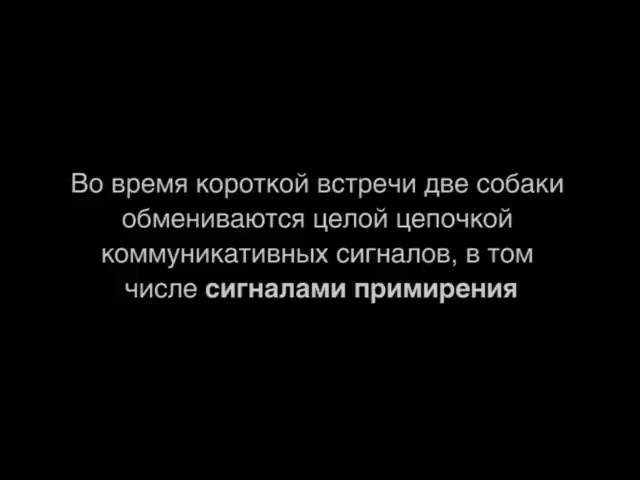 Во время короткой встречи две собаки
обмениваются целой цепочкой
коммуникативных сигналов, в том
числе сигналами примирения